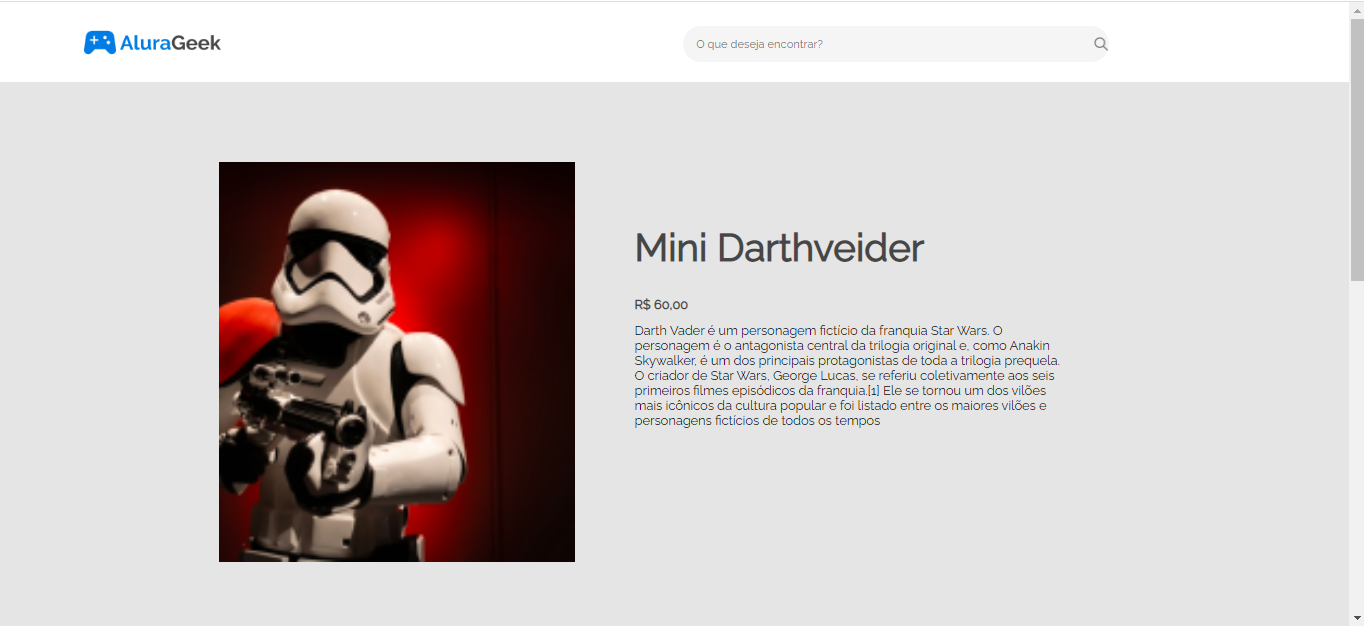 AluraGeek
O que deseja encontrar?
Mini Darthveider
R$ 60,00
Darth Vader é um personagem fictício da franquia Star Wars. O
personagem é o antagonista central da trilogia original e, como Anakin
Skywalker, é um dos principais protagonistas de toda a trilogia prequela.
O criador de Star Wars, George Lucas, se referiu coletivamente aos seis
primeiros filmes episódicos da franquia.[1] Ele se tornou um dos vilões
mais icônicos da cultura popular e foi listado entre os maiores vilões e
personagens fictícios de todos os tempos